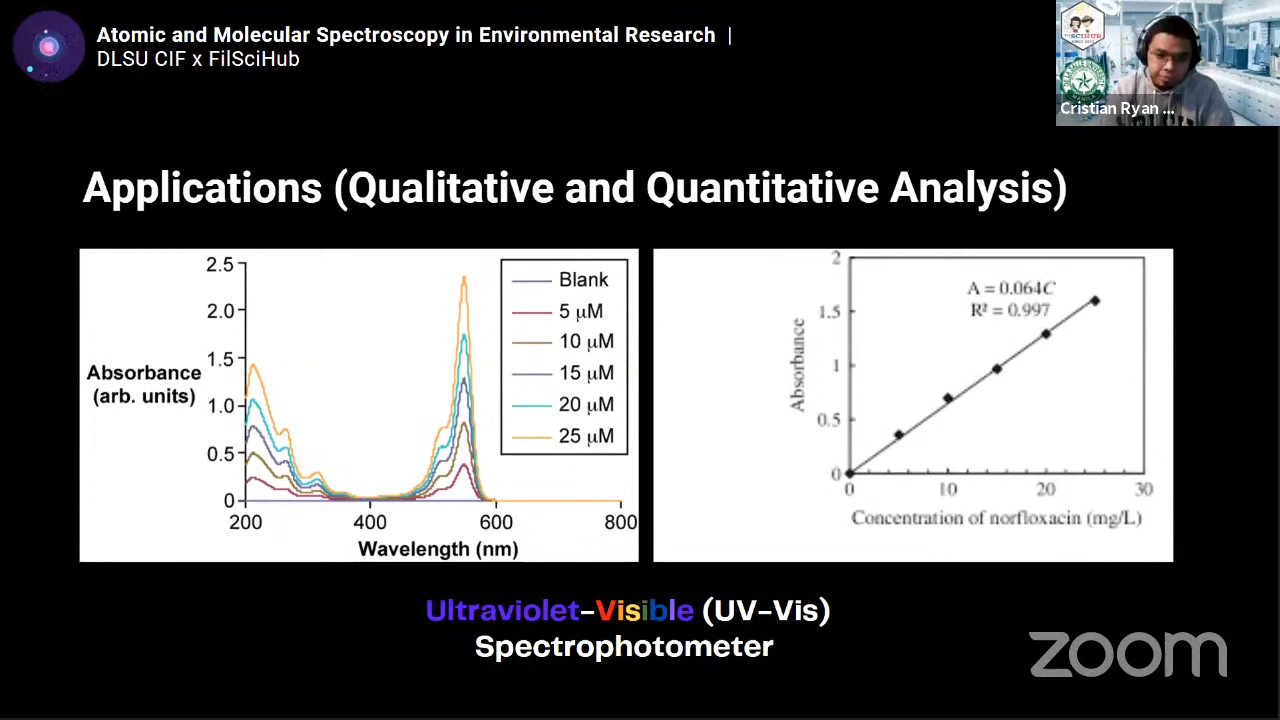 Atomic and Molecular Spectroscopy in Environmental Research |
DLSU CIF x FilSciHub
Cristian Ryan ...
Applications (Qualitative and Quantitative Analysis)
2.5
2.0
1.5
1.0
0.5
0
Absorbance
(arb. units)
Blank
5 μM
10 μM
15 μM
20 μM
25 μM
200
400
600
800
Wavelength (nm)
2
1.5
1
0.5
0
Absorbance
A = 0.064C
R² = 0.997
0
10
20
30
Concentration of norfloxacin (mg/L)
Ultraviolet-Visible (UV-Vis)
Spectrophotometer
zoom